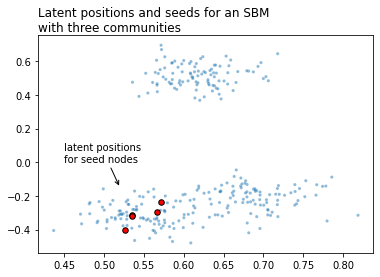 Latent positions and seeds for an SBM
with three communities
0.6
0.4
0.2
latent positions
for seed nodes
0.0
−0.2
−0.4
0.45 0.50 0.55 0.60 0.65 0.70 0.75 0.80